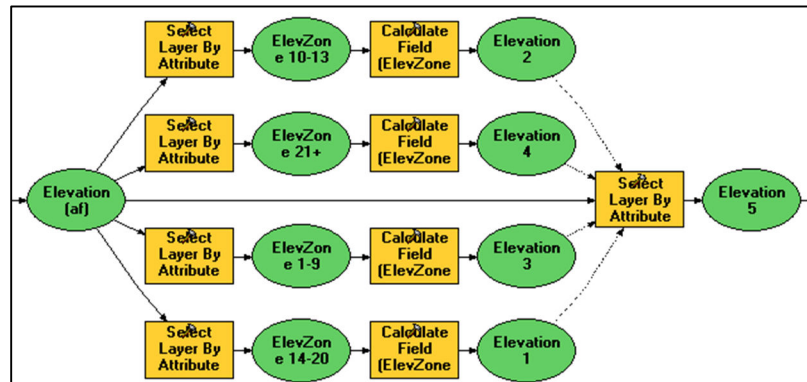 Select
Layer By
Attribute
ElevZon
e 10-13
Calculate
Field
(ElevZone
Elevation
2
Select
Layer By
Attribute
ElevZon
e 21+
Calculate
Field
(ElevZone
Elevation
4
Elevation
(af)
Select
Layer By
Attribute
Elevation
5
Select
Layer By
Attribute
ElevZon
e 1-9
Calculate
Field
(ElevZone
Elevation
3
Select
Layer By
Attribute
ElevZon
e 14-20
Calculate
Field
(ElevZone
Elevation
1